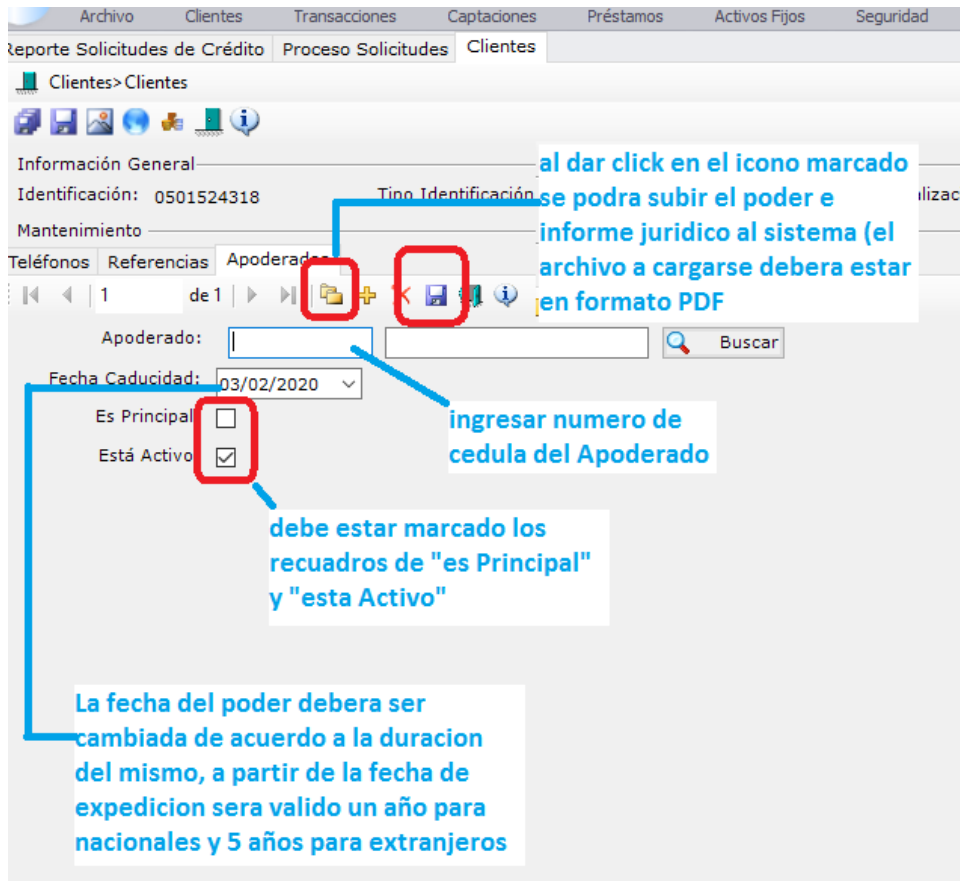 Archivo Clientes Transacciones Captaciones Préstamos Activos Fijos Seguridad
Reporte Solicitudes de Crédito Proceso Solicitudes Clientes
Clientes>Clientes
Información General
Identificación: 0501524318 Tipo Identificación
Mantenimiento
al dar click en el icono marcado
se podra subir el poder e
informe juridico al sistema (el
archivo a cargarse debera estar
en formato PDF
Teléfonos Referencias Apoderados
1 de 1
Apoderado: Buscar
Fecha Caducidad: 03/02/2020
Es Principal
Está Activo
ingresar numero de
cedula del Apoderado
debe estar marcado los
recuadros de "es Principal"
y "esta Activo"
La fecha del poder debera ser
cambiada de acuerdo a la duracion
del mismo, a partir de la fecha de
expedicion sera valido un año para
nacionales y 5 años para extranjeros